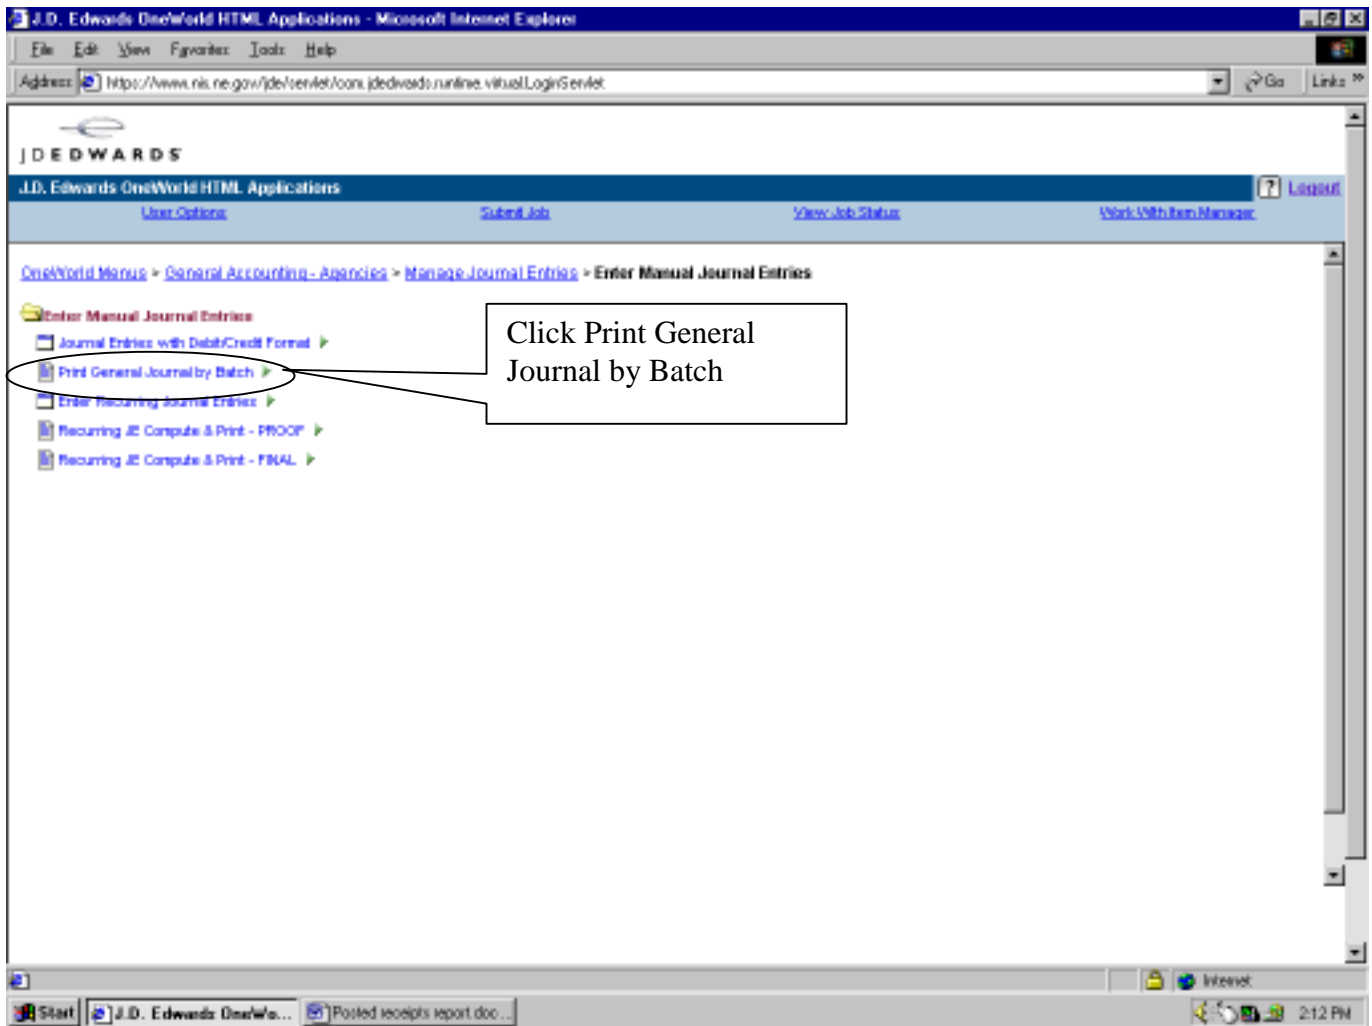 J.D. Edwards OneWorld HTML Applications - Microsoft Internet Explorer
File Edit View Favorites Tools Help
Address https://www.nis.ne.gov/jde/servlet/com.jdedwards.runtime.virtual.LoginServlet Go Links »
JDEDWARDS
J.D. Edwards OneWorld HTML Applications ? Logout
User Options Submit Job View Job Status Work With Item Manager
OneWorld Menus > General Accounting - Agencies > Manage Journal Entries > Enter Manual Journal Entries
Enter Manual Journal Entries
Journal Entries with Debit/Credit Format
Print General Journal by Batch
Enter Recurring Journal Entries
Recurring JE Compute & Print - PROOF
Recurring JE Compute & Print - FINAL
Click Print General
Journal by Batch
Internet
Start J.D. Edwards OneWo... Posted receipts report.doc ... 2:12 PM